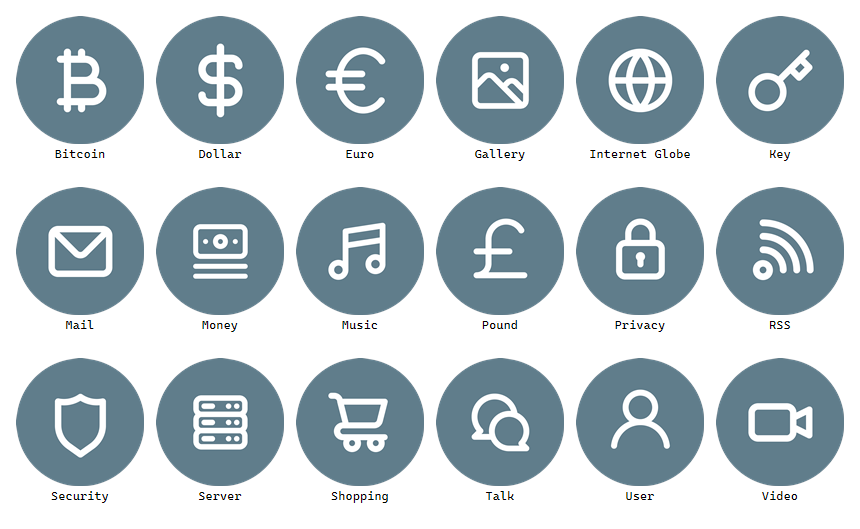 Bitcoin Dollar Euro Gallery Internet Globe Key
Mail Money Music Pound Privacy RSS
Security Server Shopping Talk User Video